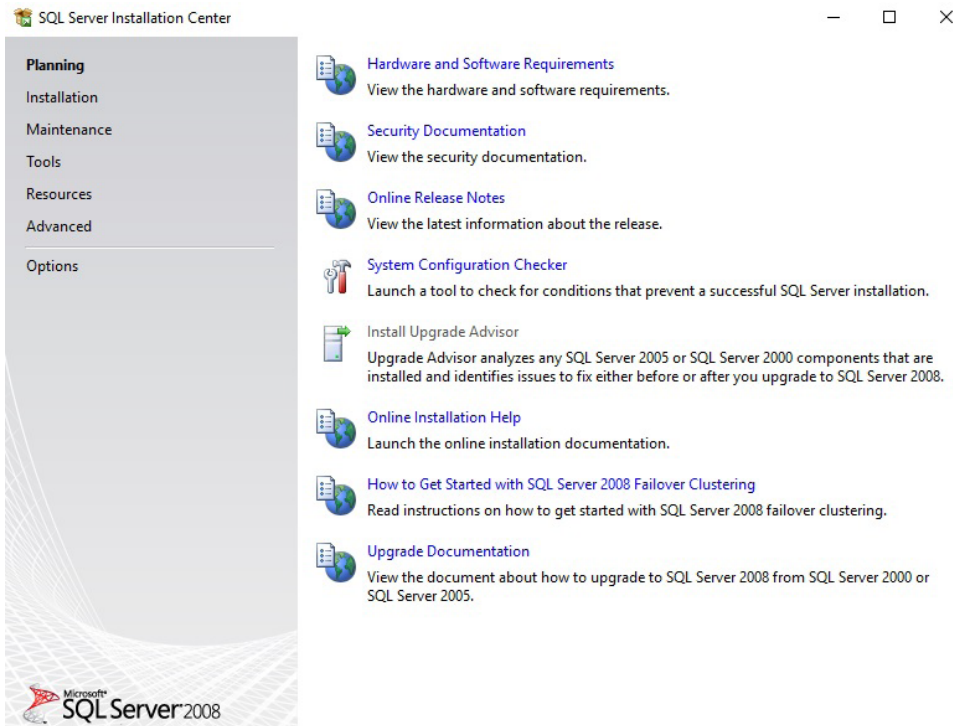 SQL Server Installation Center
Planning
Installation
Maintenance
Tools
Resources
Advanced
Options
Hardware and Software Requirements
View the hardware and software requirements.
Security Documentation
View the security documentation.
Online Release Notes
View the latest information about the release.
System Configuration Checker
Launch a tool to check for conditions that prevent a successful SQL Server installation.
Install Upgrade Advisor
Upgrade Advisor analyzes any SQL Server 2005 or SQL Server 2000 components that are
installed and identifies issues to fix either before or after you upgrade to SQL Server 2008.
Online Installation Help
Launch the online installation documentation.
How to Get Started with SQL Server 2008 Failover Clustering
Read instructions on how to get started with SQL Server 2008 failover clustering.
Upgrade Documentation
View the document about how to upgrade to SQL Server 2008 from SQL Server 2000 or
SQL Server 2005.
Microsoft®
SQL Server 2008